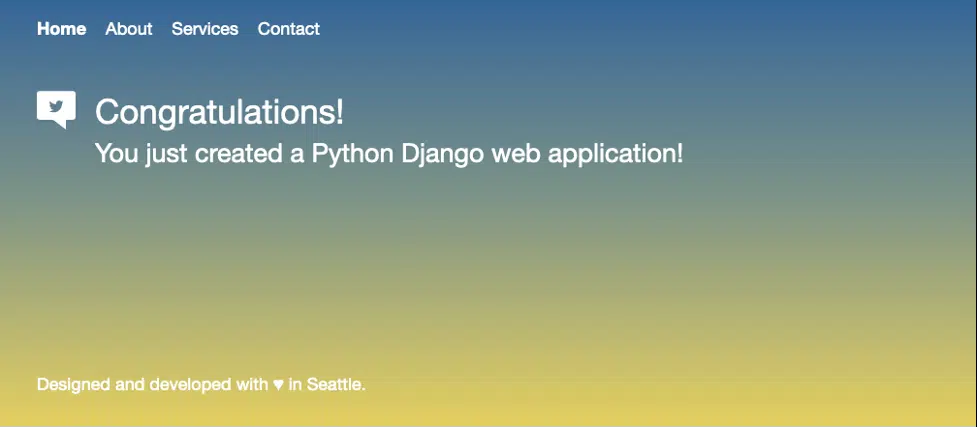 Home About Services Contact
Congratulations!
You just created a Python Django web application!
Designed and developed with ♥ in Seattle.